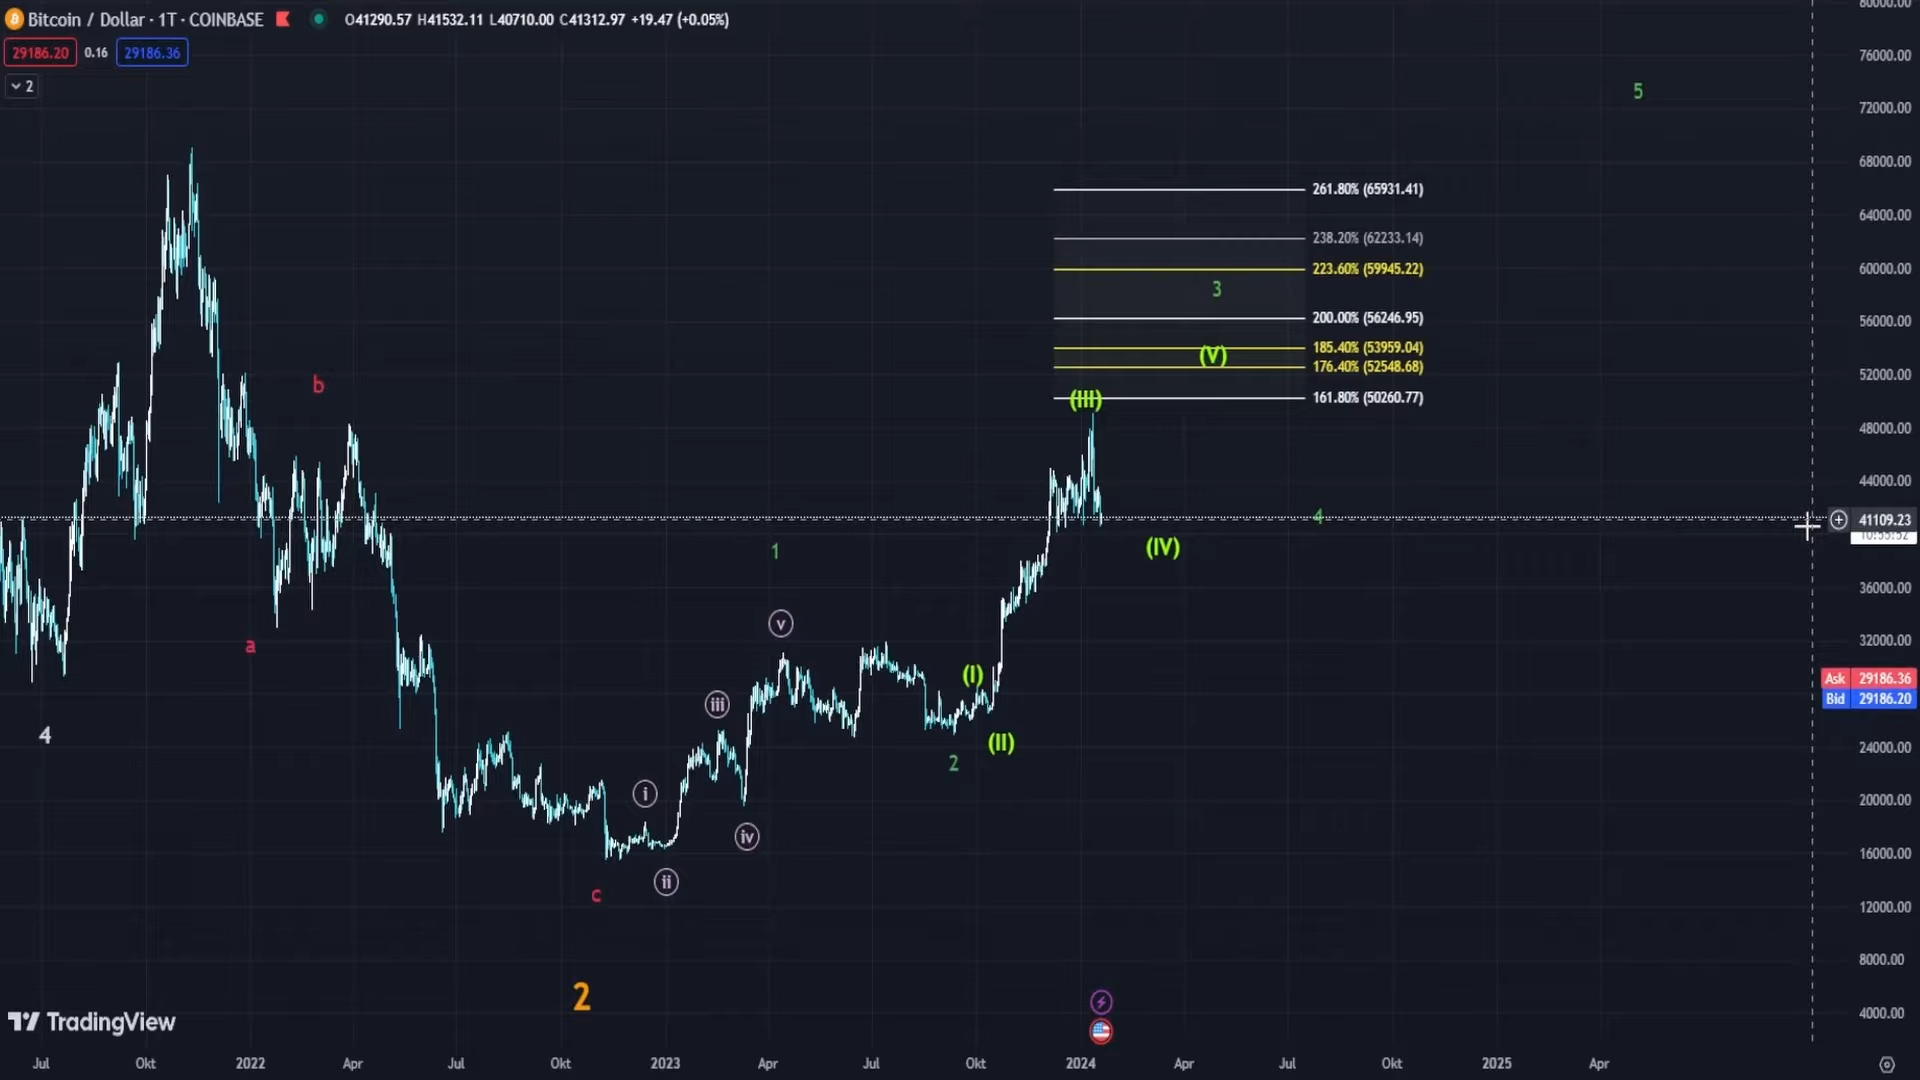 Bitcoin / Dollar · 1T · COINBASE O41290.57 H41532.11 L40710.00 C41312.97 +19.47 (+0.05%)
29186.20 0.16 29186.36
2
80000.00
76000.00
5
72000.00
68000.00
261.80% (65931.41)
64000.00
238.20% (62233.14)
223.60% (59945.22)
60000.00
3
200.00% (56246.95)
56000.00
185.40% (53959.04)
(V)
176.40% (52548.68)
52000.00
b
(III)
161.80% (50260.77)
48000.00
44000.00
4
41109.23
10:55:52
(IV)
1
36000.00
v
a
32000.00
(I)
Ask 29186.36
Bid 29186.20
iii
4
(II)
24000.00
2
i
20000.00
iv
16000.00
ii
c
12000.00
8000.00
2
4000.00
TradingView
Jul Okt 2022 Apr Jul Okt 2023 Apr Jul Okt 2024 Apr Jul Okt 2025 Apr